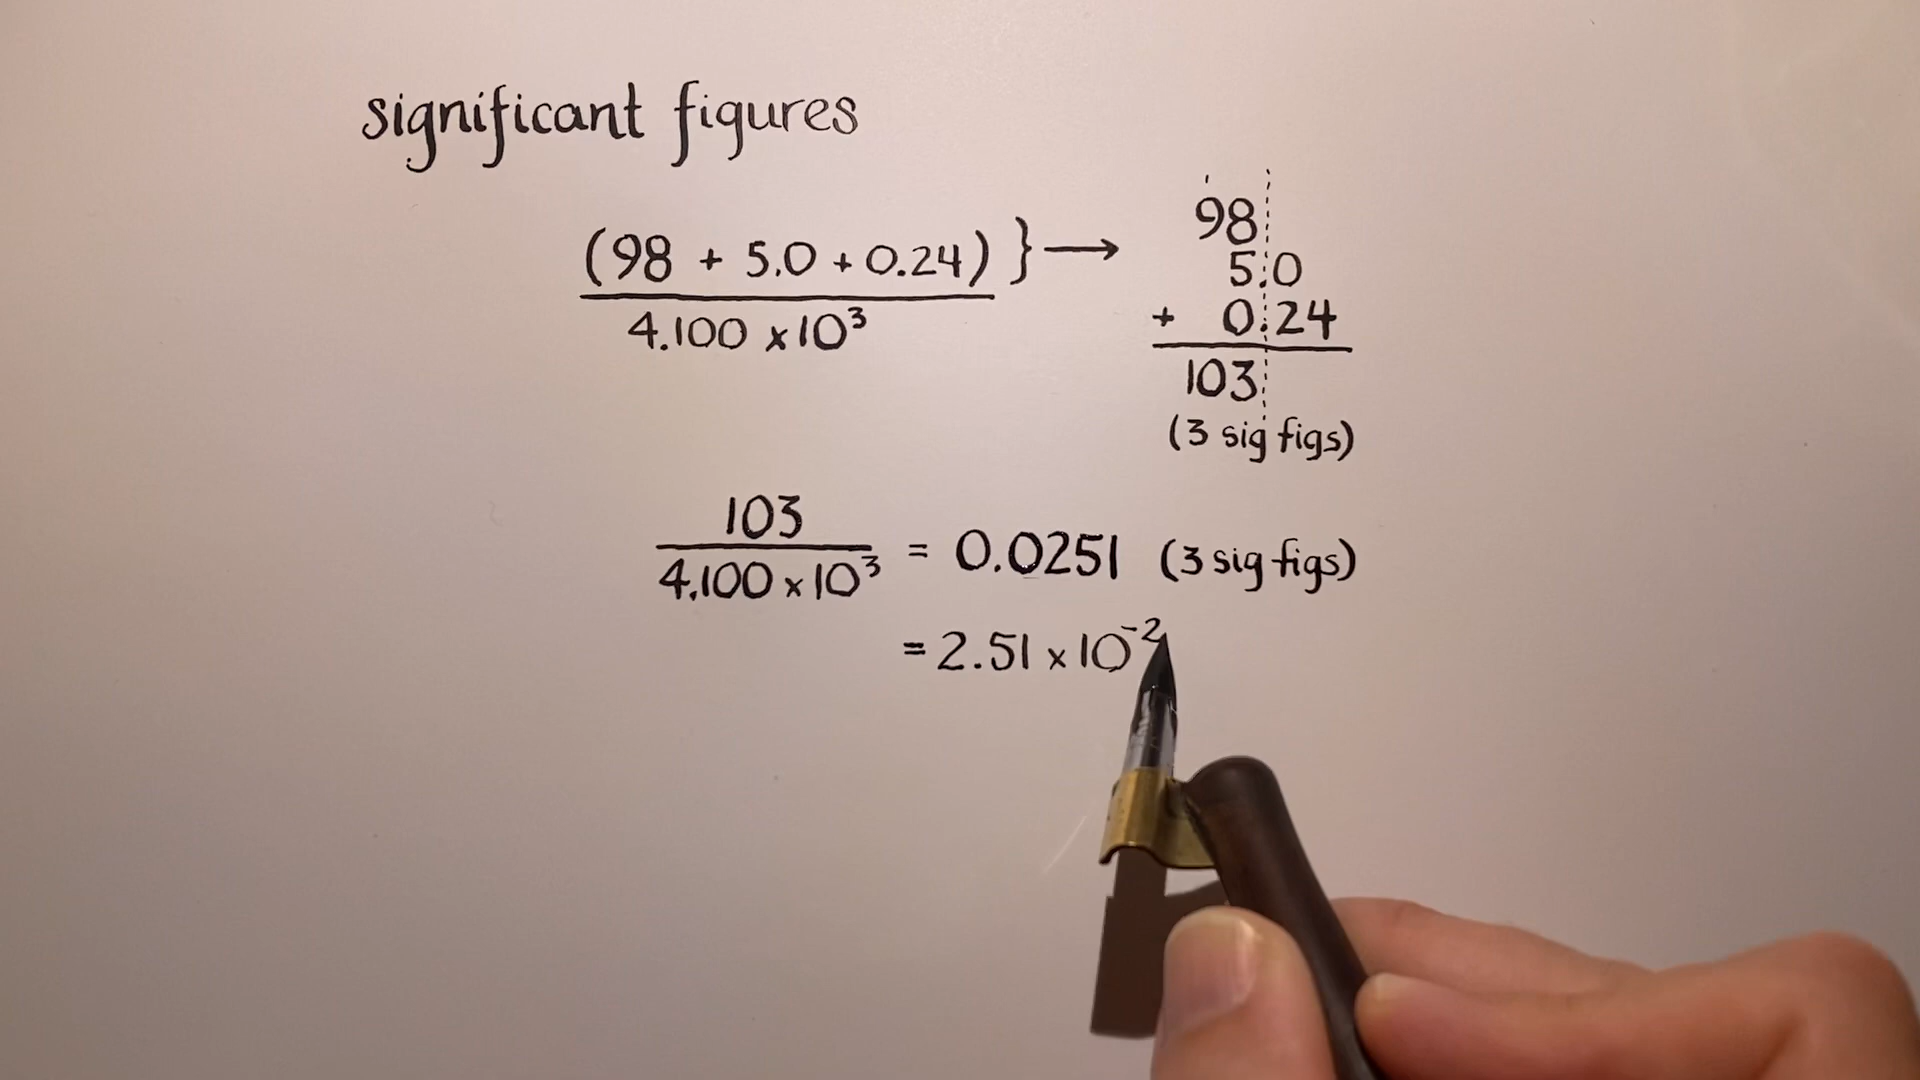 significant figures
(98 + 5.0 + 0.24) } →
4.100 x 10³
98
5.0
+ 0.24
103
(3 sig figs)
103
4.100 x 10³
= 0.0251 (3 sig figs)
= 2.51 x 10⁻²